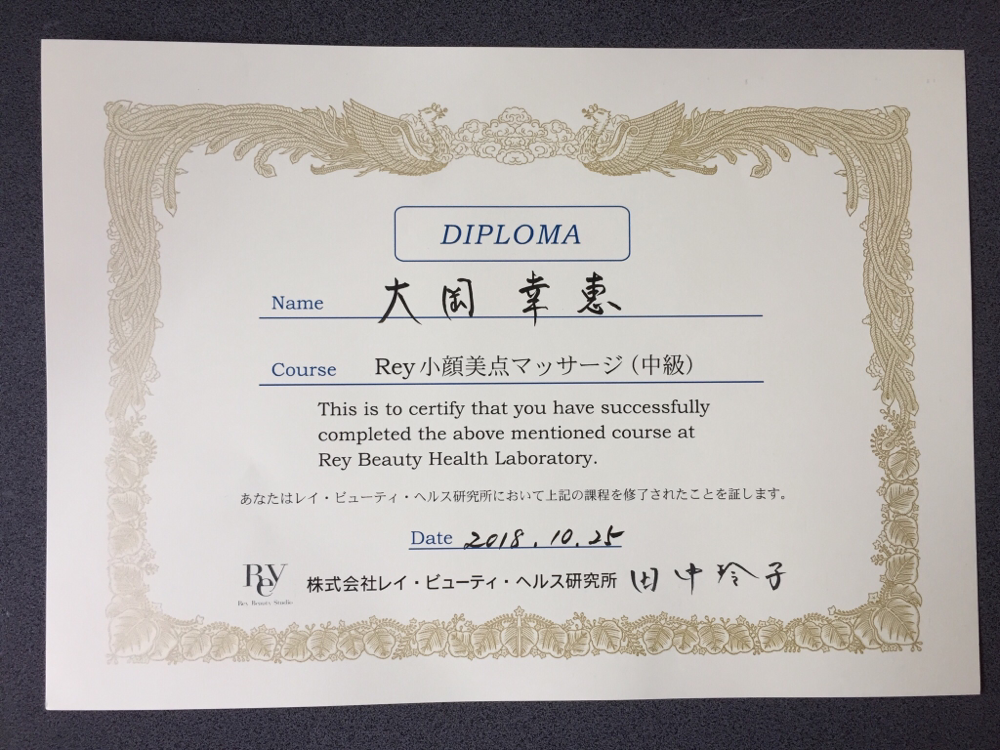 DIPLOMA
Name 大岡 幸恵
Course Rey小顔美点マッサージ（中級）
This is to certify that you have successfully
completed the above mentioned course at
Rey Beauty Health Laboratory.
あなたはレイ・ビューティ・ヘルス研究所において上記の課程を修了されたことを証します。
Date 2018.10.25
Rey
Rey Beauty Studio
株式会社レイ・ビューティ・ヘルス研究所 田中玲子